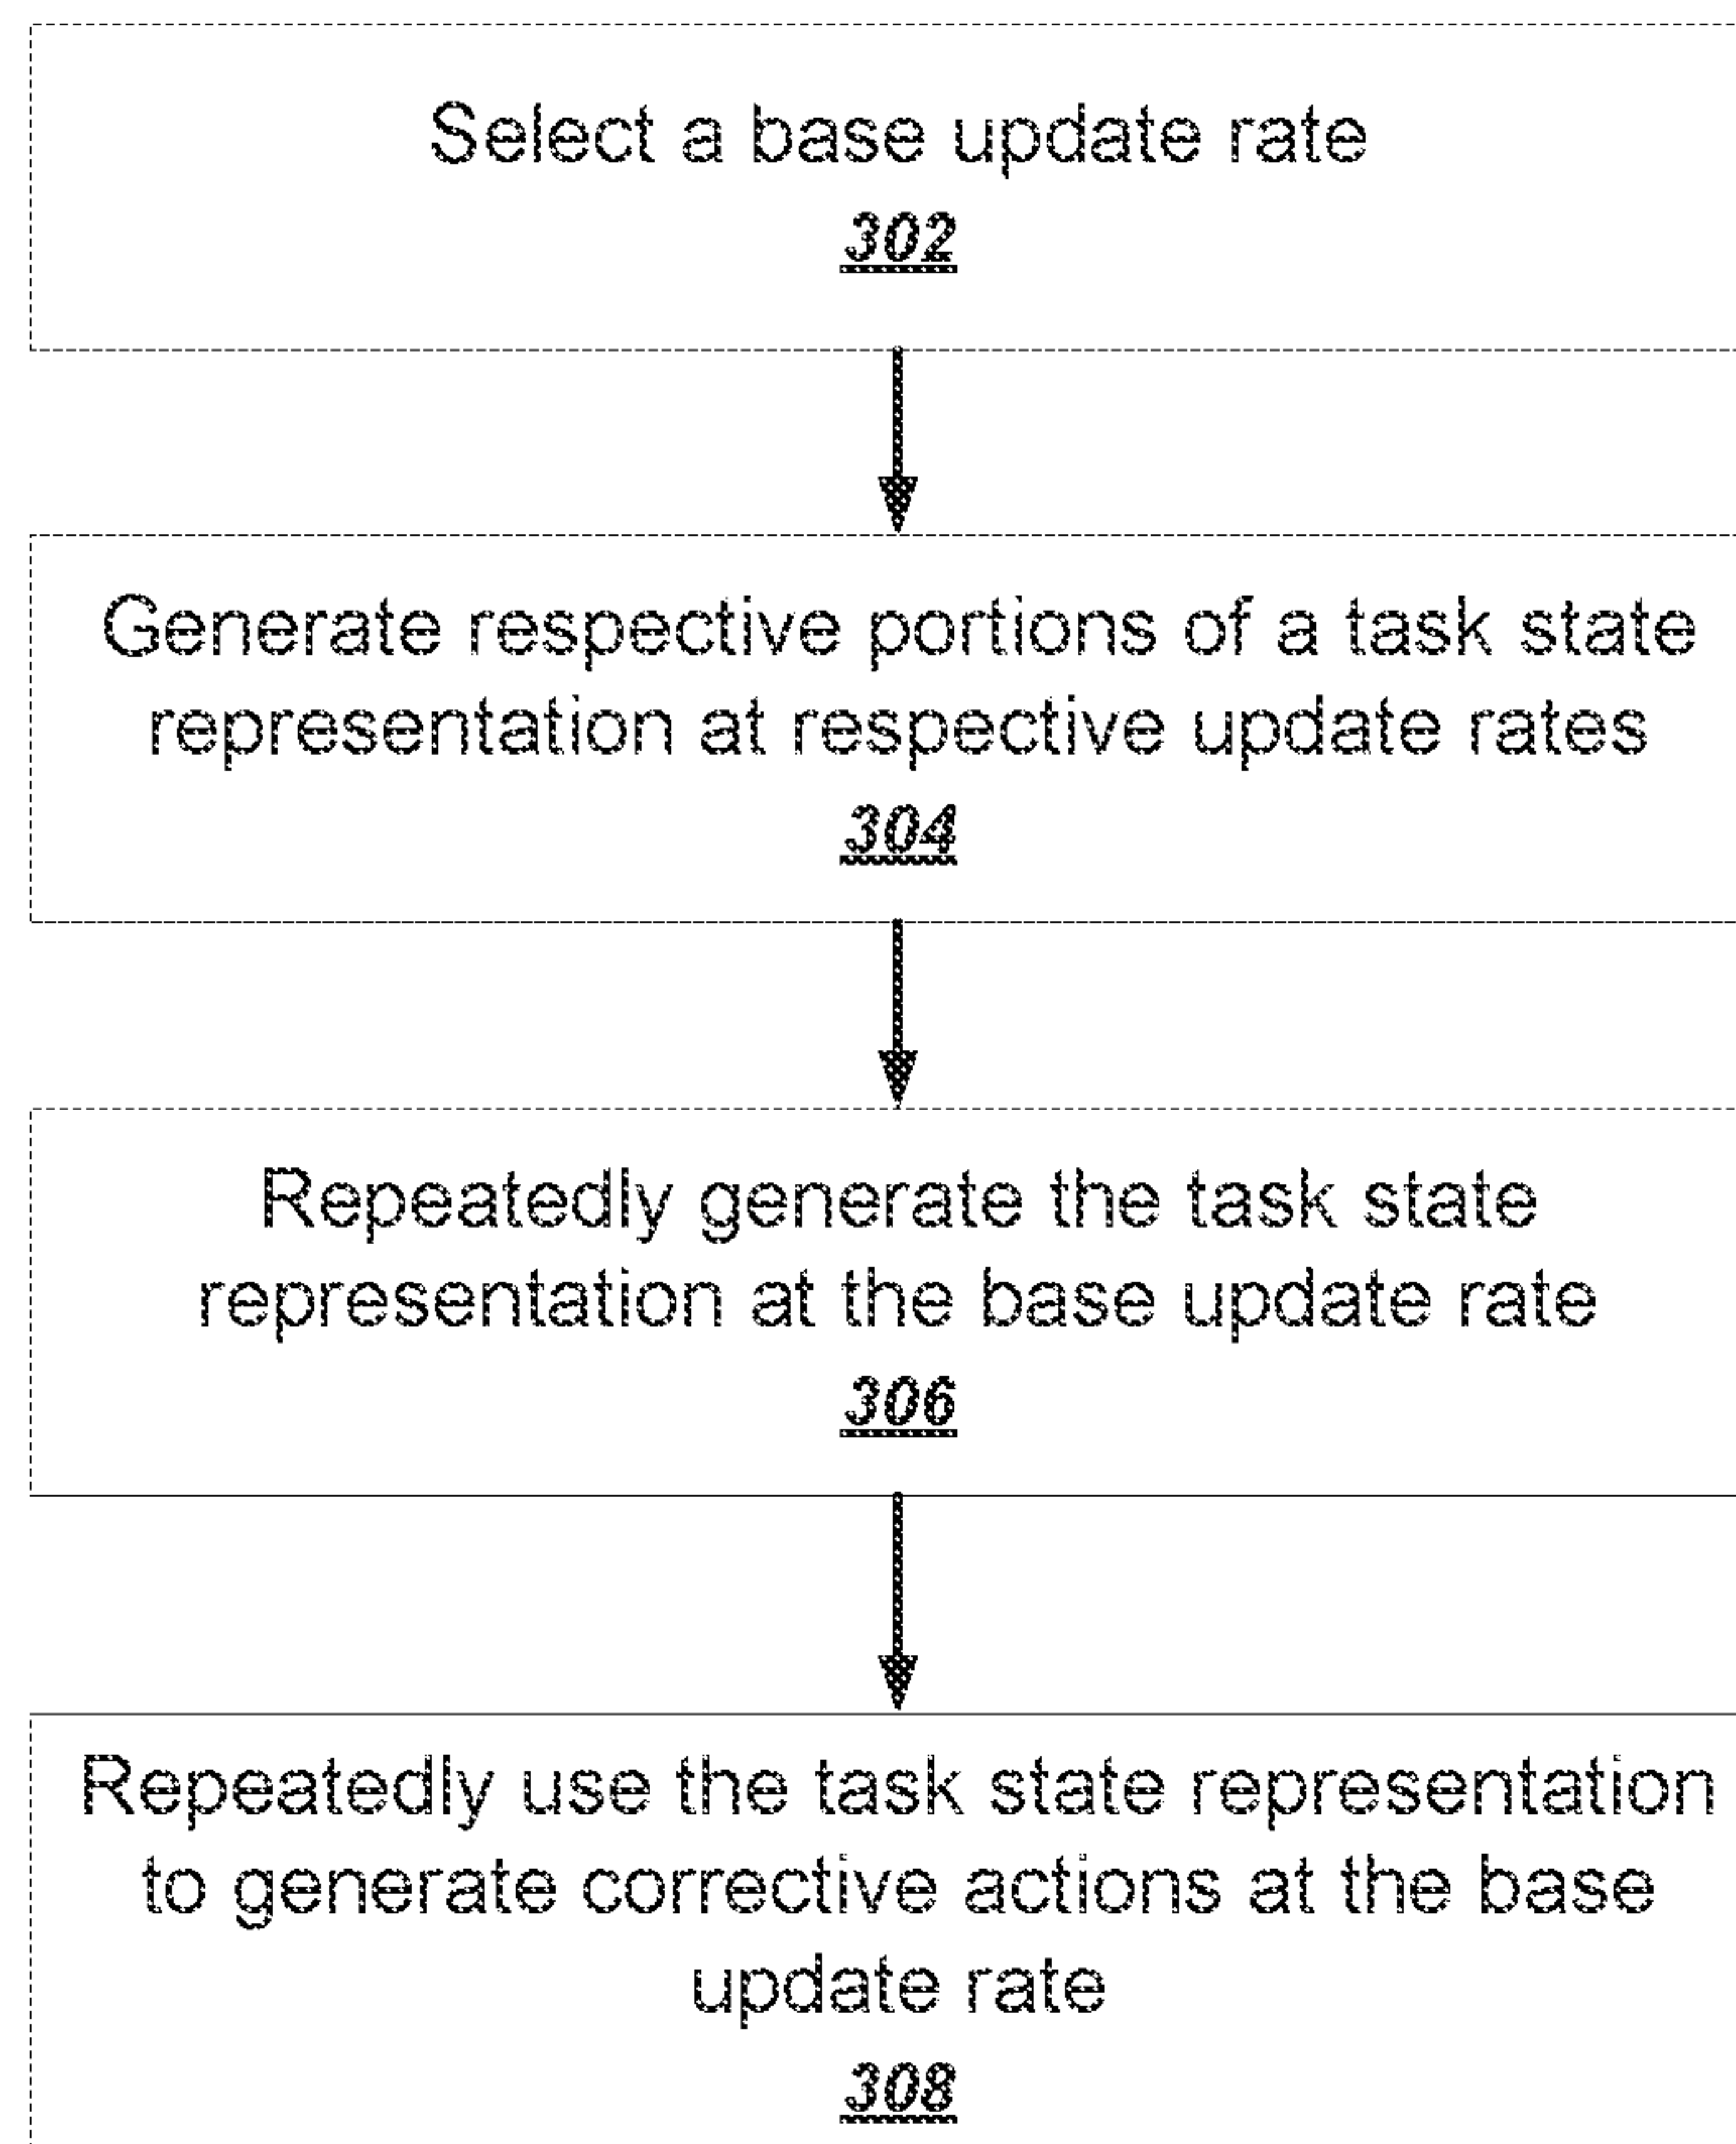 Select a base update rate
302
Generate respective portions of a task state
representation at respective update rates
304
Repeatedly generate the task state
representation at the base update rate
306
Repeatedly use the task state representation
to generate corrective actions at the base
update rate
308